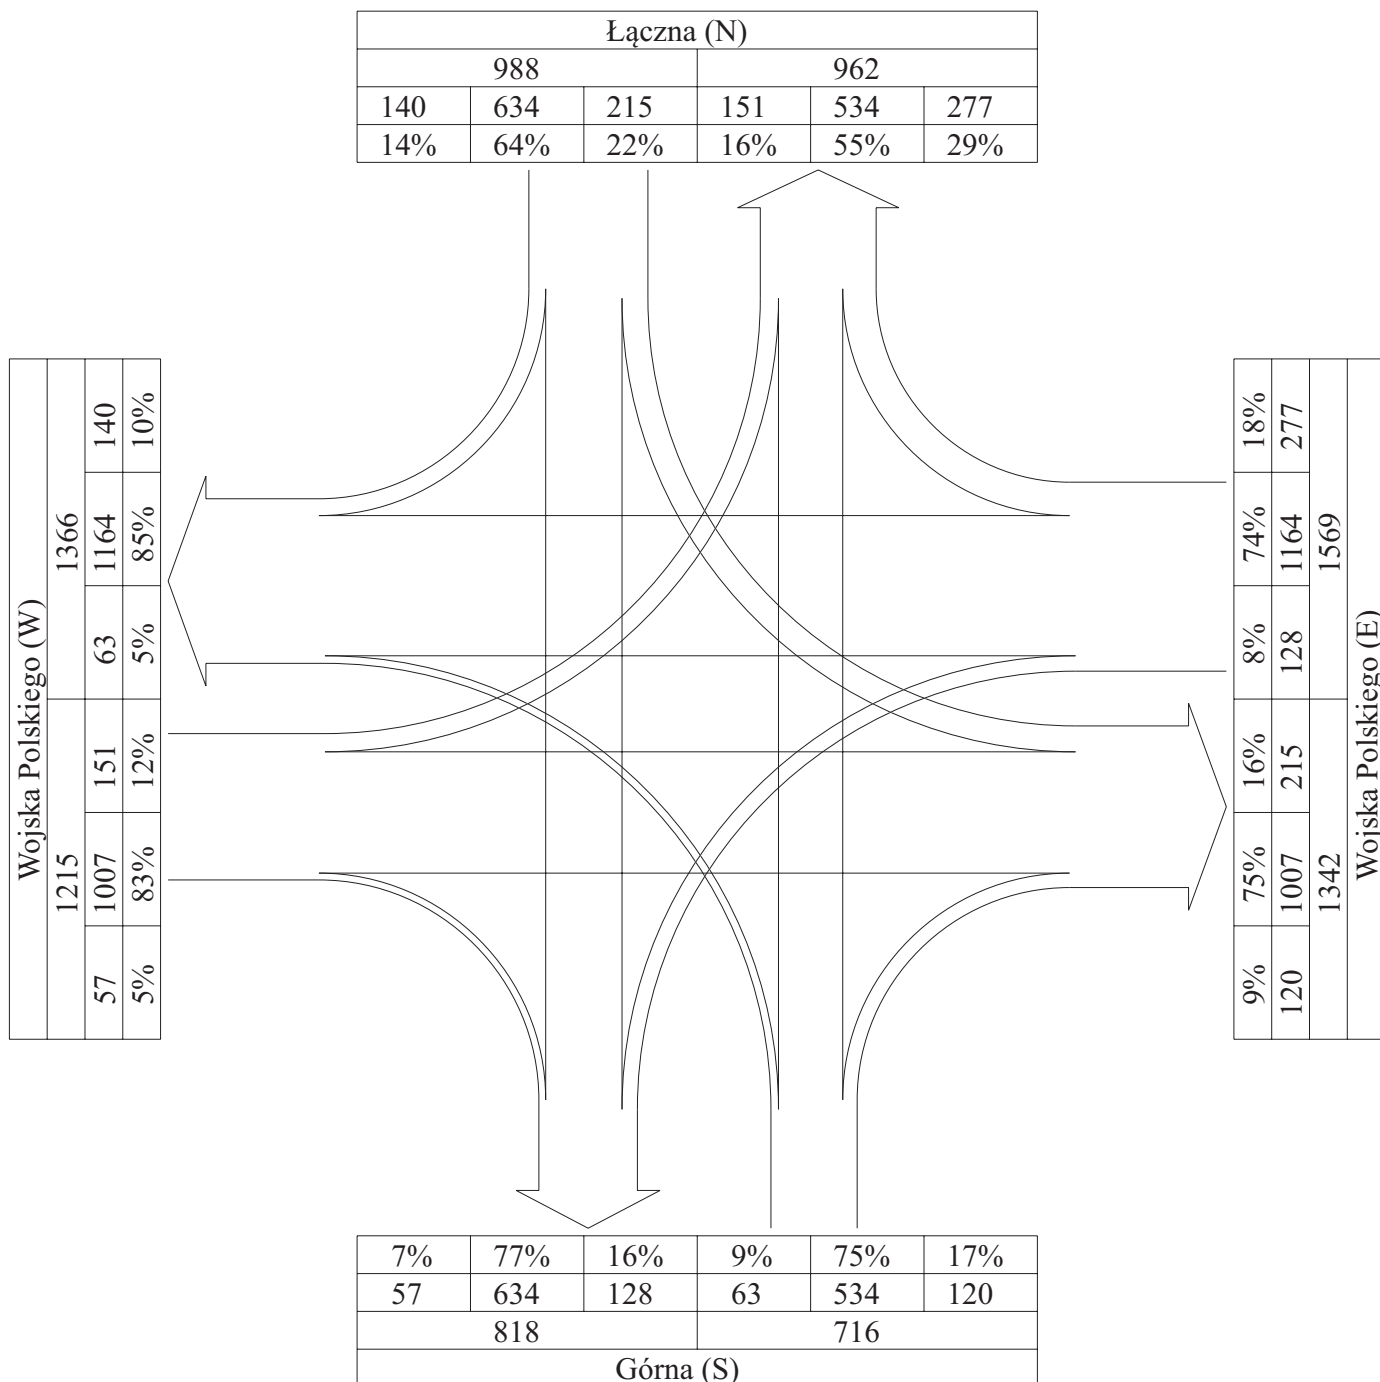 Łączna (N)
988 962
140 634 215 151 534 277
14% 64% 22% 16% 55% 29%
Wojska Polskiego (W)
1215 1366
57 1007 151 63 1164 140
5% 83% 12% 5% 85% 10%
9% 75% 16% 8% 74% 18%
120 1007 215 128 1164 277
1342 1569
Wojska Polskiego (E)
7% 77% 16% 9% 75% 17%
57 634 128 63 534 120
818 716
Górna (S)